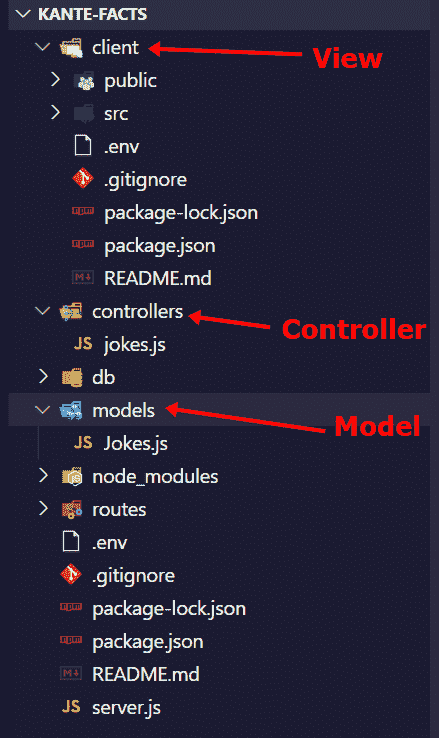 KANTE-FACTS
client
View
public
src
.env
.gitignore
package-lock.json
package.json
README.md
controllers
Controller
JS jokes.js
db
models
Model
JS Jokes.js
node_modules
routes
.env
.gitignore
package-lock.json
package.json
README.md
JS server.js